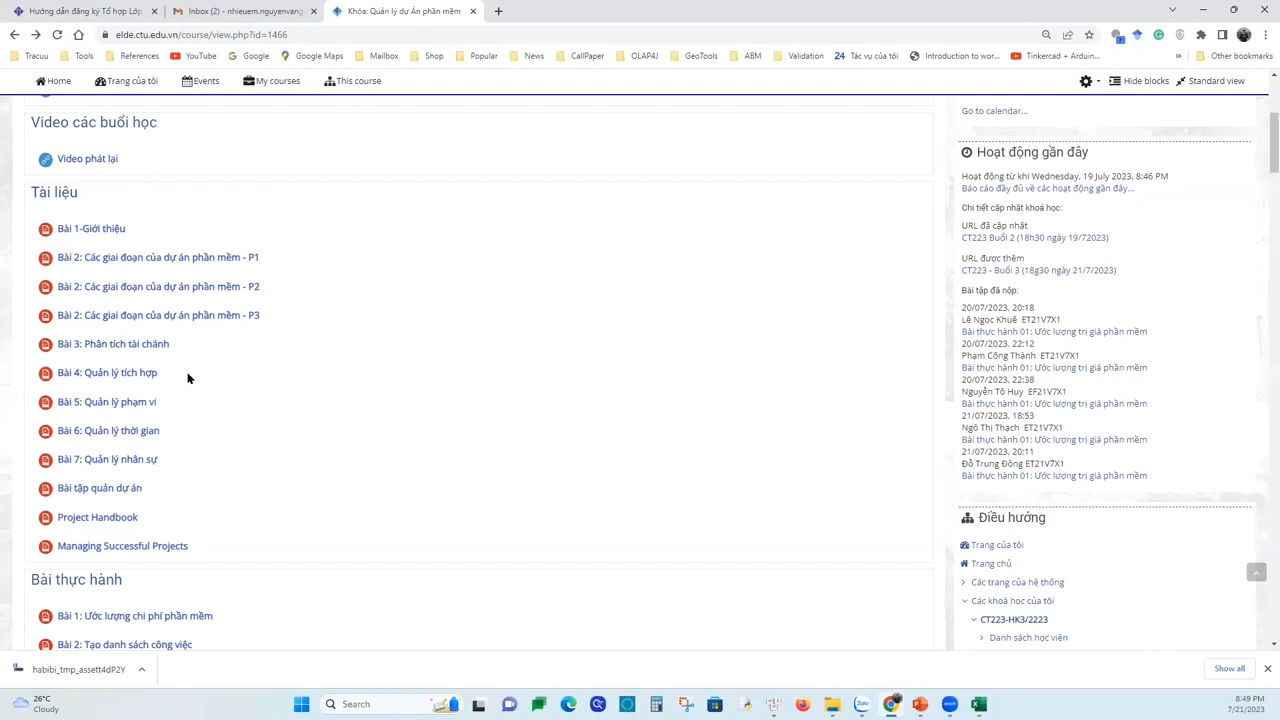 Hướng dẫn đăng ký Tổ hợp Lớp
Inbox (2) - nhieuem.nguyenvang
Khóa: Quản lý dự Án Phần mềm
elde.ctu.edu.vn/course/view.php?id=1466
Tracuu
Tools
References
YouTube
Google
Google Maps
Mailbox
Shop
Popular
News
CallPaper
OLAP4J
GeoTools
ABM
Validation
24 Tác vụ của tôi
Introduction to wor...
Tinkercad + Arduin...
»
Other bookmarks
Home
Trang của tôi
Events
My courses
This course
Hide blocks
Standard view
Video các buổi học
Video phát lại
Tài liệu
Bài 1-Giới thiệu
Bài 2: Các giai đoạn của dự án phần mềm - P1
Bài 2: Các giai đoạn của dự án phần mềm - P2
Bài 2: Các giai đoạn của dự án phần mềm - P3
Bài 3: Phân tích tài chánh
Bài 4: Quản lý tích hợp
Bài 5: Quản lý phạm vi
Bài 6: Quản lý thời gian
Bài 7: Quản lý nhân sự
Bài tập quản dự án
Project Handbook
Managing Successful Projects
Bài thực hành
Bài 1: Ước lượng chi phí phần mềm
Bài 2: Tạo danh sách công việc
Go to calendar...
Hoạt động gần đây
Hoạt động từ khi Wednesday, 19 July 2023, 8:46 PM
Báo cáo đầy đủ về các hoạt động gần đây...
Chi tiết cập nhật khoá học:
URL đã cập nhật
CT223 Buổi 2 (18h30 ngày 19/72023)
URL được thêm
CT223 - Buổi 3 (18g30 ngày 21/7/2023)
Bài tập đã nộp:
20/07/2023, 20:18
Lê Ngọc Khuê ET21V7X1
Bài thực hành 01: Ước lượng trị giá phần mềm
20/07/2023, 22:12
Phạm Công Thành ET21V7X1
Bài thực hành 01: Ước lượng trị giá phần mềm
20/07/2023, 22:38
Nguyễn Tô Huy EF21V7X1
Bài thực hành 01: Ước lượng trị giá phần mềm
21/07/2023, 18:53
Ngô Thị Thạch ET21V7X1
Bài thực hành 01: Ước lượng trị giá phần mềm
21/07/2023, 20:11
Đỗ Trung Đông ET21V7X1
Bài thực hành 01: Ước lượng trị giá phần mềm
Điều hướng
Trang của tôi
Trang chủ
Các trang của hệ thống
Các khoá học của tôi
CT223-HK3/2223
Danh sách học viên
habibi_tmp_assett4dP2Y
Show all
26°C
Cloudy
Search
8:49 PM
7/21/2023